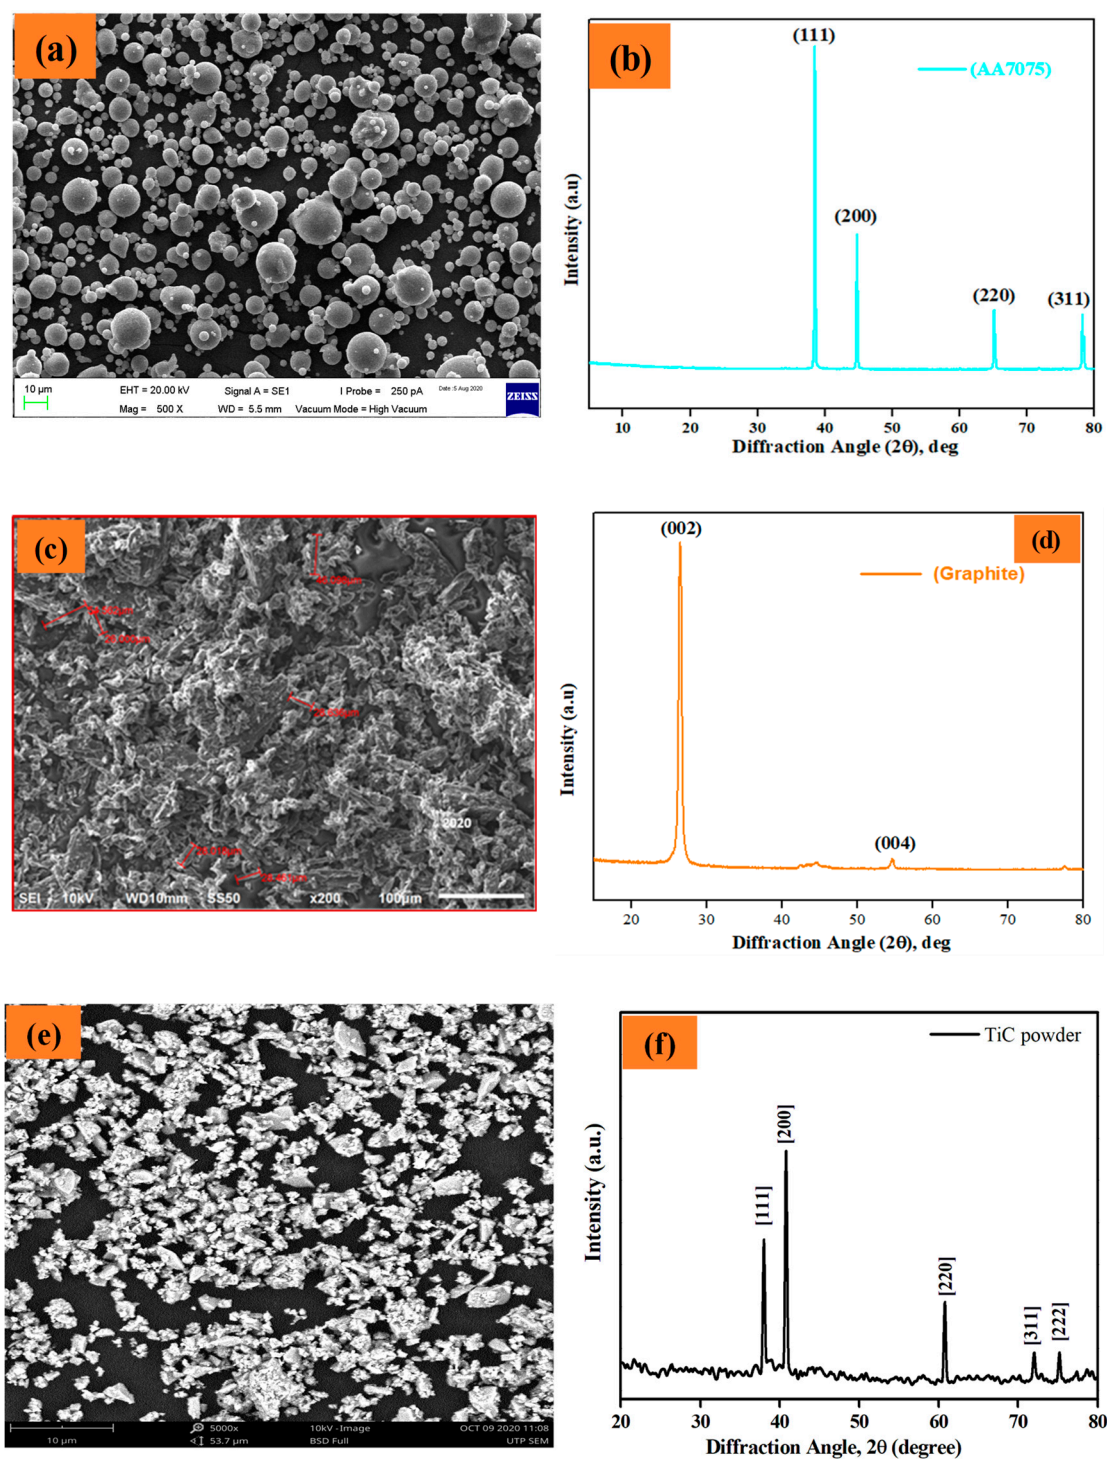 (a)
10 µm
EHT = 20.00 kV
Signal A = SE1
I Probe = 250 pA
Date :5 Aug 2020
Mag = 500 X
WD = 5.5 mm
Vacuum Mode = High Vacuum
ZEISS
(b)
(111)
(AA7075)
(200)
(220)
(311)
Intensity (a.u)
10 20 30 40 50 60 70 80
Diffraction Angle (2θ), deg
(c)
2020
SEI 10kV WD10mm SS50 x200 100µm
(002)
(d)
(Graphite)
(004)
Intensity (a.u)
20 30 40 50 60 70 80
Diffraction Angle (2θ), deg
(e)
10 µm
5000x
53.7 µm
10kV - Image
BSD Full
OCT 09 2020 11:08
UTP SEM
(f)
TiC powder
[111]
[200]
[220]
[311]
[222]
Intensity (a.u.)
20 30 40 50 60 70 80
Diffraction Angle, 2θ (degree)